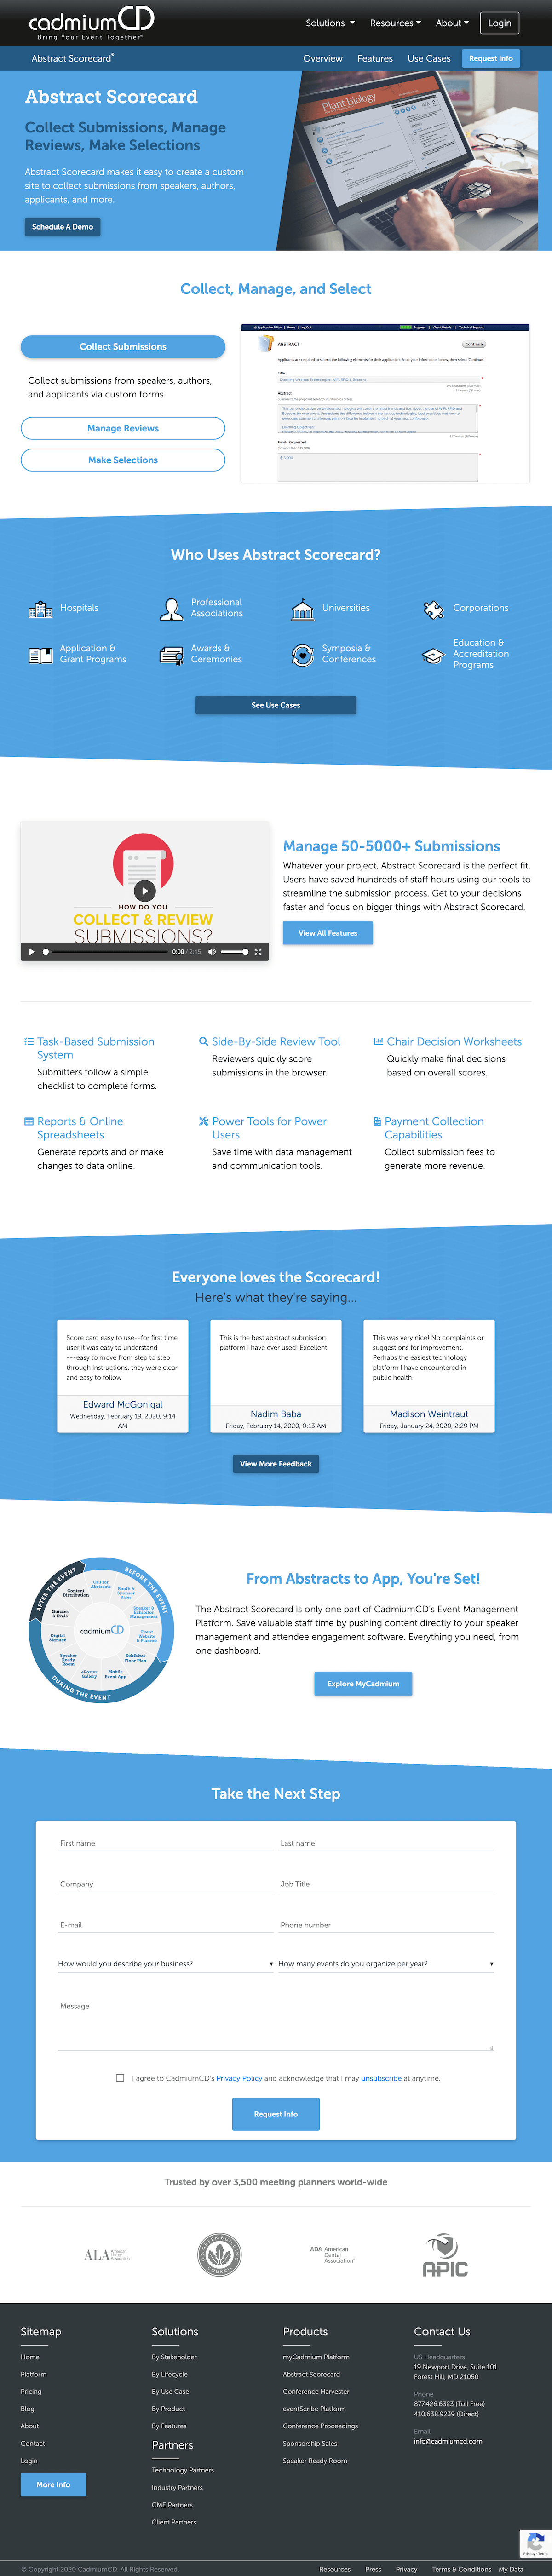 cadmiumCD
Bring Your Event Together®
Solutions
Resources
About
Login
Abstract Scorecard®
Overview
Features
Use Cases
Request Info
Abstract Scorecard
Collect Submissions, Manage
Reviews, Make Selections
Abstract Scorecard makes it easy to create a custom
site to collect submissions from speakers, authors,
applicants, and more.
Schedule A Demo
Plant Biology
Collect, Manage, and Select
Collect Submissions
Collect submissions from speakers, authors,
and applicants via custom forms.
Manage Reviews
Make Selections
ABSTRACT
Continue
Applicants are required to submit the following elements for their application. Enter your information below, then select 'Continue'.
Title
Abstract
Funds Requested
$10,000
Who Uses Abstract Scorecard?
Hospitals
Professional
Associations
Universities
Corporations
Application &
Grant Programs
Awards &
Ceremonies
Symposia &
Conferences
Education &
Accreditation
Programs
See Use Cases
HOW DO YOU
COLLECT & REVIEW
SUBMISSIONS?
0:00 / 2:15
Manage 50-5000+ Submissions
Whatever your project, Abstract Scorecard is the perfect fit.
Users have saved hundreds of staff hours using our tools to
streamline the submission process. Get to your decisions
faster and focus on bigger things with Abstract Scorecard.
View All Features
Task-Based Submission
System
Submitters follow a simple
checklist to complete forms.
Side-By-Side Review Tool
Reviewers quickly score
submissions in the browser.
Chair Decision Worksheets
Quickly make final decisions
based on overall scores.
Reports & Online
Spreadsheets
Generate reports and or make
changes to data online.
Power Tools for Power
Users
Save time with data management
and communication tools.
Payment Collection
Capabilities
Collect submission fees to
generate more revenue.
Everyone loves the Scorecard!
Here's what they're saying...
Score card easy to use--for first time
user it was easy to understand
---easy to move from step to step
through instructions; they were clear
and easy to follow
Edward McGonigal
Wednesday, February 19, 2020, 9:14
AM
This is the best abstract submission
platform I have ever used! Excellent
Nadim Baba
Friday, February 14, 2020, 0:13 AM
This was very nice! No complaints or
suggestions for improvement.
Perhaps the easiest technology
platform I have encountered in
public health.
Madison Weintraut
Friday, January 24, 2020, 2:29 PM
View More Feedback
BEFORE THE EVENT
DURING THE EVENT
AFTER THE EVENT
cadmiumCD
Call for
Abstracts
Booth &
Sponsor
Sales
Speaker &
Exhibitor
Management
Event
Website
& Planner
Exhibitor
Floor Plan
Mobile
Event App
ePoster
Gallery
Speaker
Ready
Room
Digital
Signage
Quizzes
& Evals
Content
Distribution
From Abstracts to App, You're Set!
The Abstract Scorecard is only one part of CadmiumCD's Event Management
Platform. Save valuable staff time by pushing content directly to your speaker
management and attendee engagement software. Everything you need, from
one dashboard.
Explore MyCadmium
Take the Next Step
First name
Last name
Company
Job Title
E-mail
Phone number
How would you describe your business?
How many events do you organize per year?
Message
I agree to CadmiumCD's Privacy Policy and acknowledge that I may unsubscribe at anytime.
Request Info
Trusted by over 3,500 meeting planners world-wide
ALA American
Library
Association
ADA American
Dental
Association®
APIC
Sitemap
Home
Platform
Pricing
Blog
About
Contact
Login
More Info
Solutions
By Stakeholder
By Lifecycle
By Use Case
By Product
By Features
Partners
Technology Partners
Industry Partners
CME Partners
Client Partners
Products
myCadmium Platform
Abstract Scorecard
Conference Harvester
eventScribe Platform
Conference Proceedings
Sponsorship Sales
Speaker Ready Room
Contact Us
US Headquarters
19 Newport Drive, Suite 101
Forest Hill, MD 21050
Phone
877.426.6323 (Toll Free)
410.638.9239 (Direct)
Email
info@cadmiumcd.com
Privacy - Terms
© Copyright 2020 CadmiumCD. All Rights Reserved.
Resources
Press
Privacy
Terms & Conditions
My Data